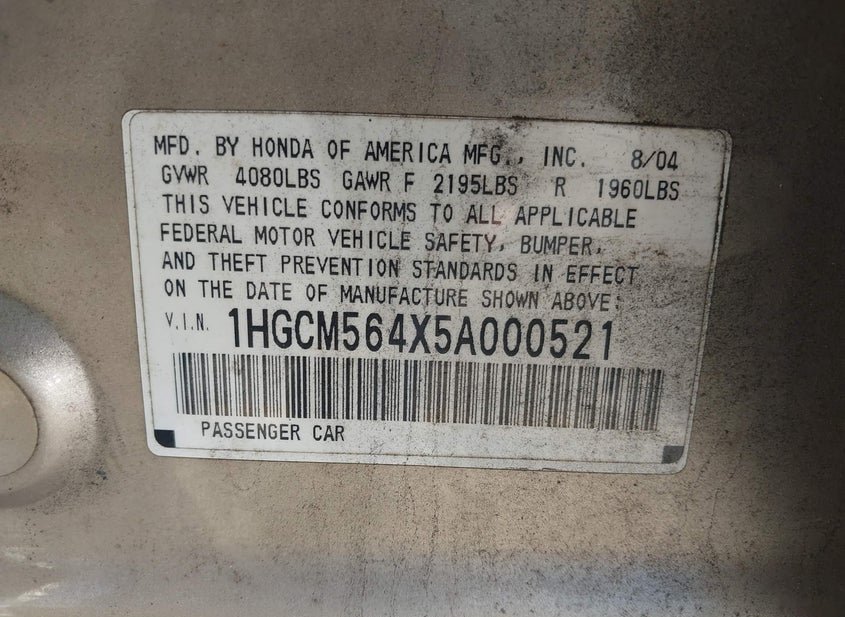 MFD. BY HONDA OF AMERICA MFG., INC. 8/04
GVWR 4080LBS GAWR F 2195LBS R 1960LBS
THIS VEHICLE CONFORMS TO ALL APPLICABLE
FEDERAL MOTOR VEHICLE SAFETY, BUMPER,
AND THEFT PREVENTION STANDARDS IN EFFECT
ON THE DATE OF MANUFACTURE SHOWN ABOVE:
V.I.N. 1HGCM564X5A000521
PASSENGER CAR